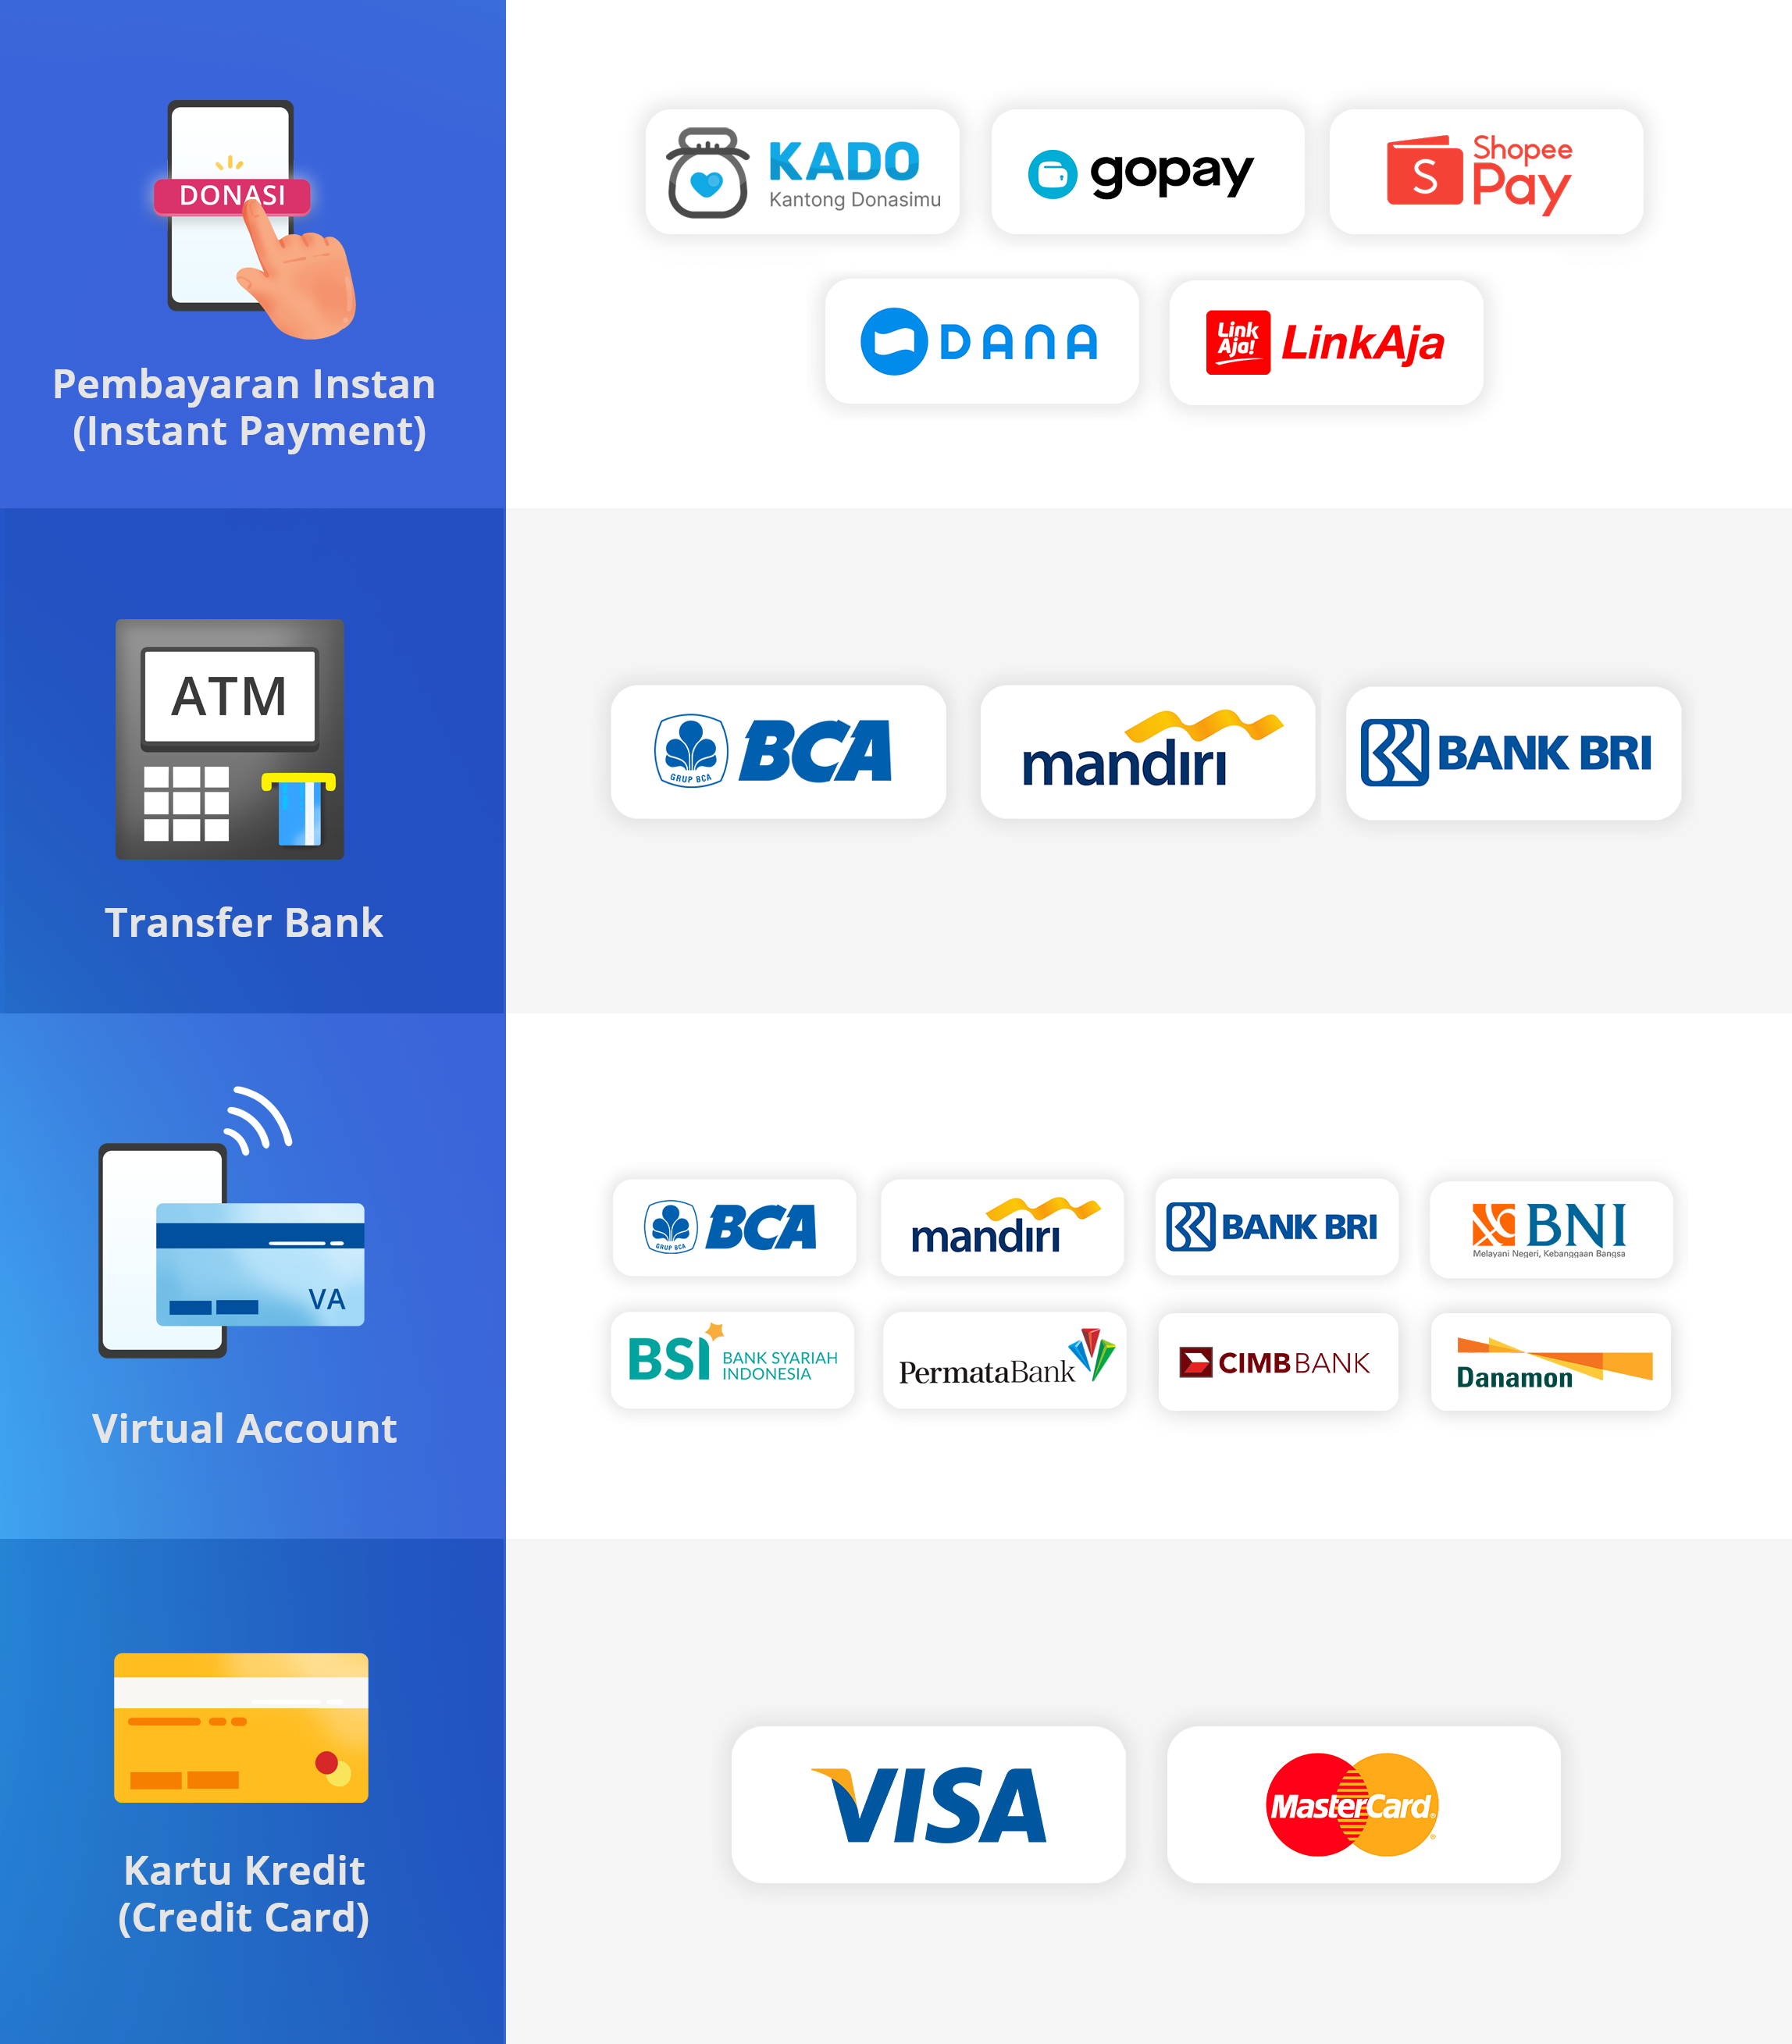 DONASI
Pembayaran Instan
(Instant Payment)
KADO
Kantong Donasimu
gopay
S
Shopee
Pay
DANA
Link
Aja!
LinkAja
ATM
Transfer Bank
GRUP BCA
BCA
mandiri
BANK BRI
VA
Virtual Account
GRUP BCA
BCA
mandiri
BANK BRI
BNI
Melayani Negeri, Kebanggaan Bangsa
BSI
BANK SYARIAH
INDONESIA
PermataBank
CIMB BANK
Danamon
Kartu Kredit
(Credit Card)
VISA
MasterCard